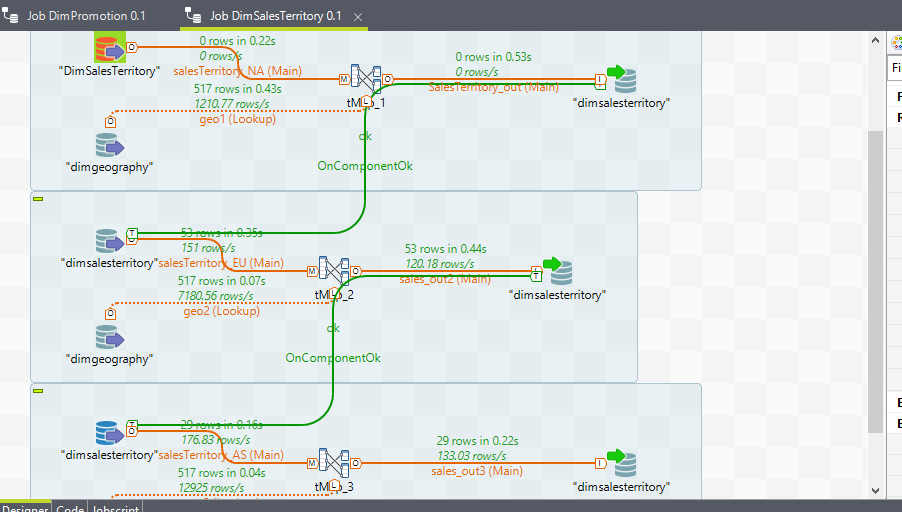 Job DimPromotion 0.1
Job DimSalesTerritory 0.1
0 rows in 0.22s
0 rows/s
"DimSalesTerritory"
salesTerritory_NA (Main)
517 rows in 0.43s
1210.77 rows/s
geo1 (Lookup)
"dimgeography"
tMap_1
0 rows in 0.53s
0 rows/s
SalesTerritory_out (Main)
"dimsalesterritory"
ok
OnComponentOk
53 rows in 0.35s
151 rows/s
"dimsalesterritory"
salesTerritory_EU (Main)
517 rows in 0.07s
7180.56 rows/s
geo2 (Lookup)
"dimgeography"
tMap_2
53 rows in 0.44s
120.18 rows/s
sales_out2 (Main)
"dimsalesterritory"
ok
OnComponentOk
29 rows in 0.16s
176.83 rows/s
"dimsalesterritory"
salesTerritory_AS (Main)
517 rows in 0.04s
12925 rows/s
tMap_3
29 rows in 0.22s
133.03 rows/s
sales_out3 (Main)
"dimsalesterritory"
Designer Code Jobscript